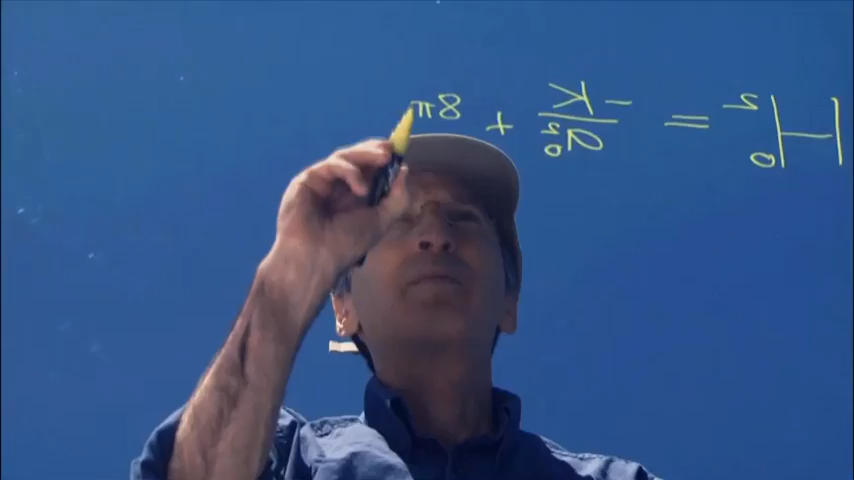 H₀² = -K/a₀² + 8π